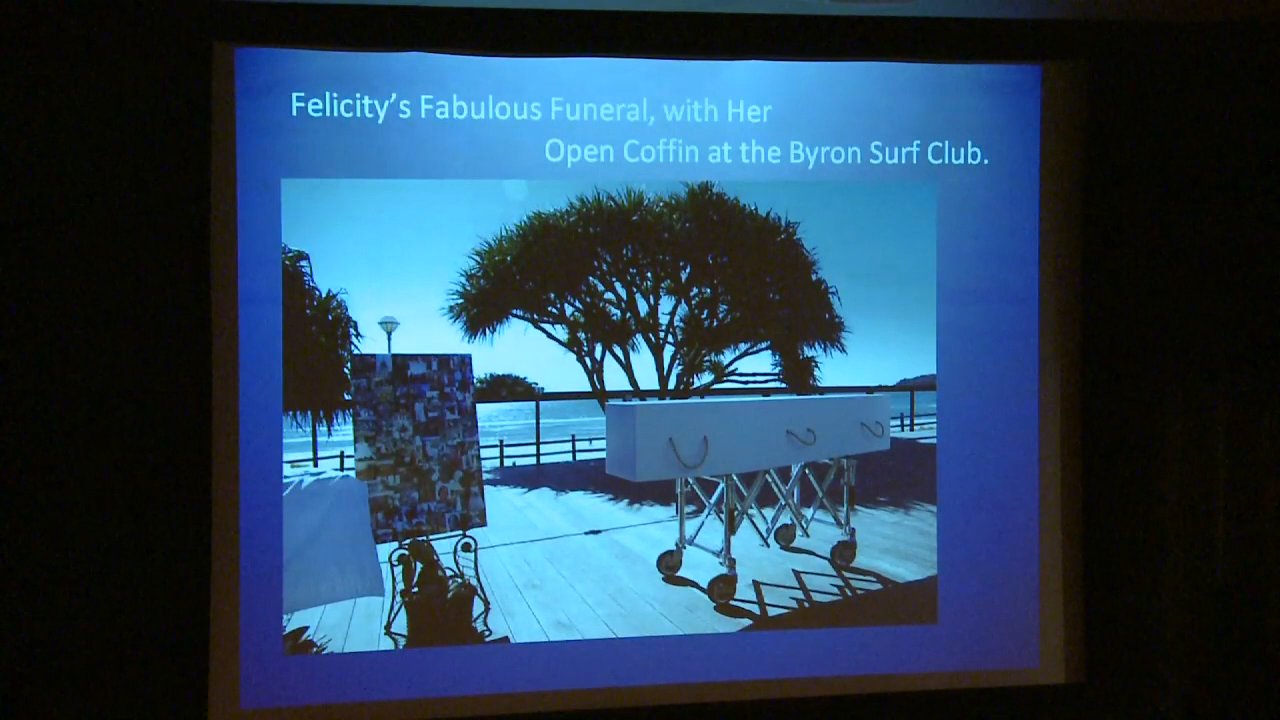 Felicity's Fabulous Funeral, with Her
Open Coffin at the Byron Surf Club.